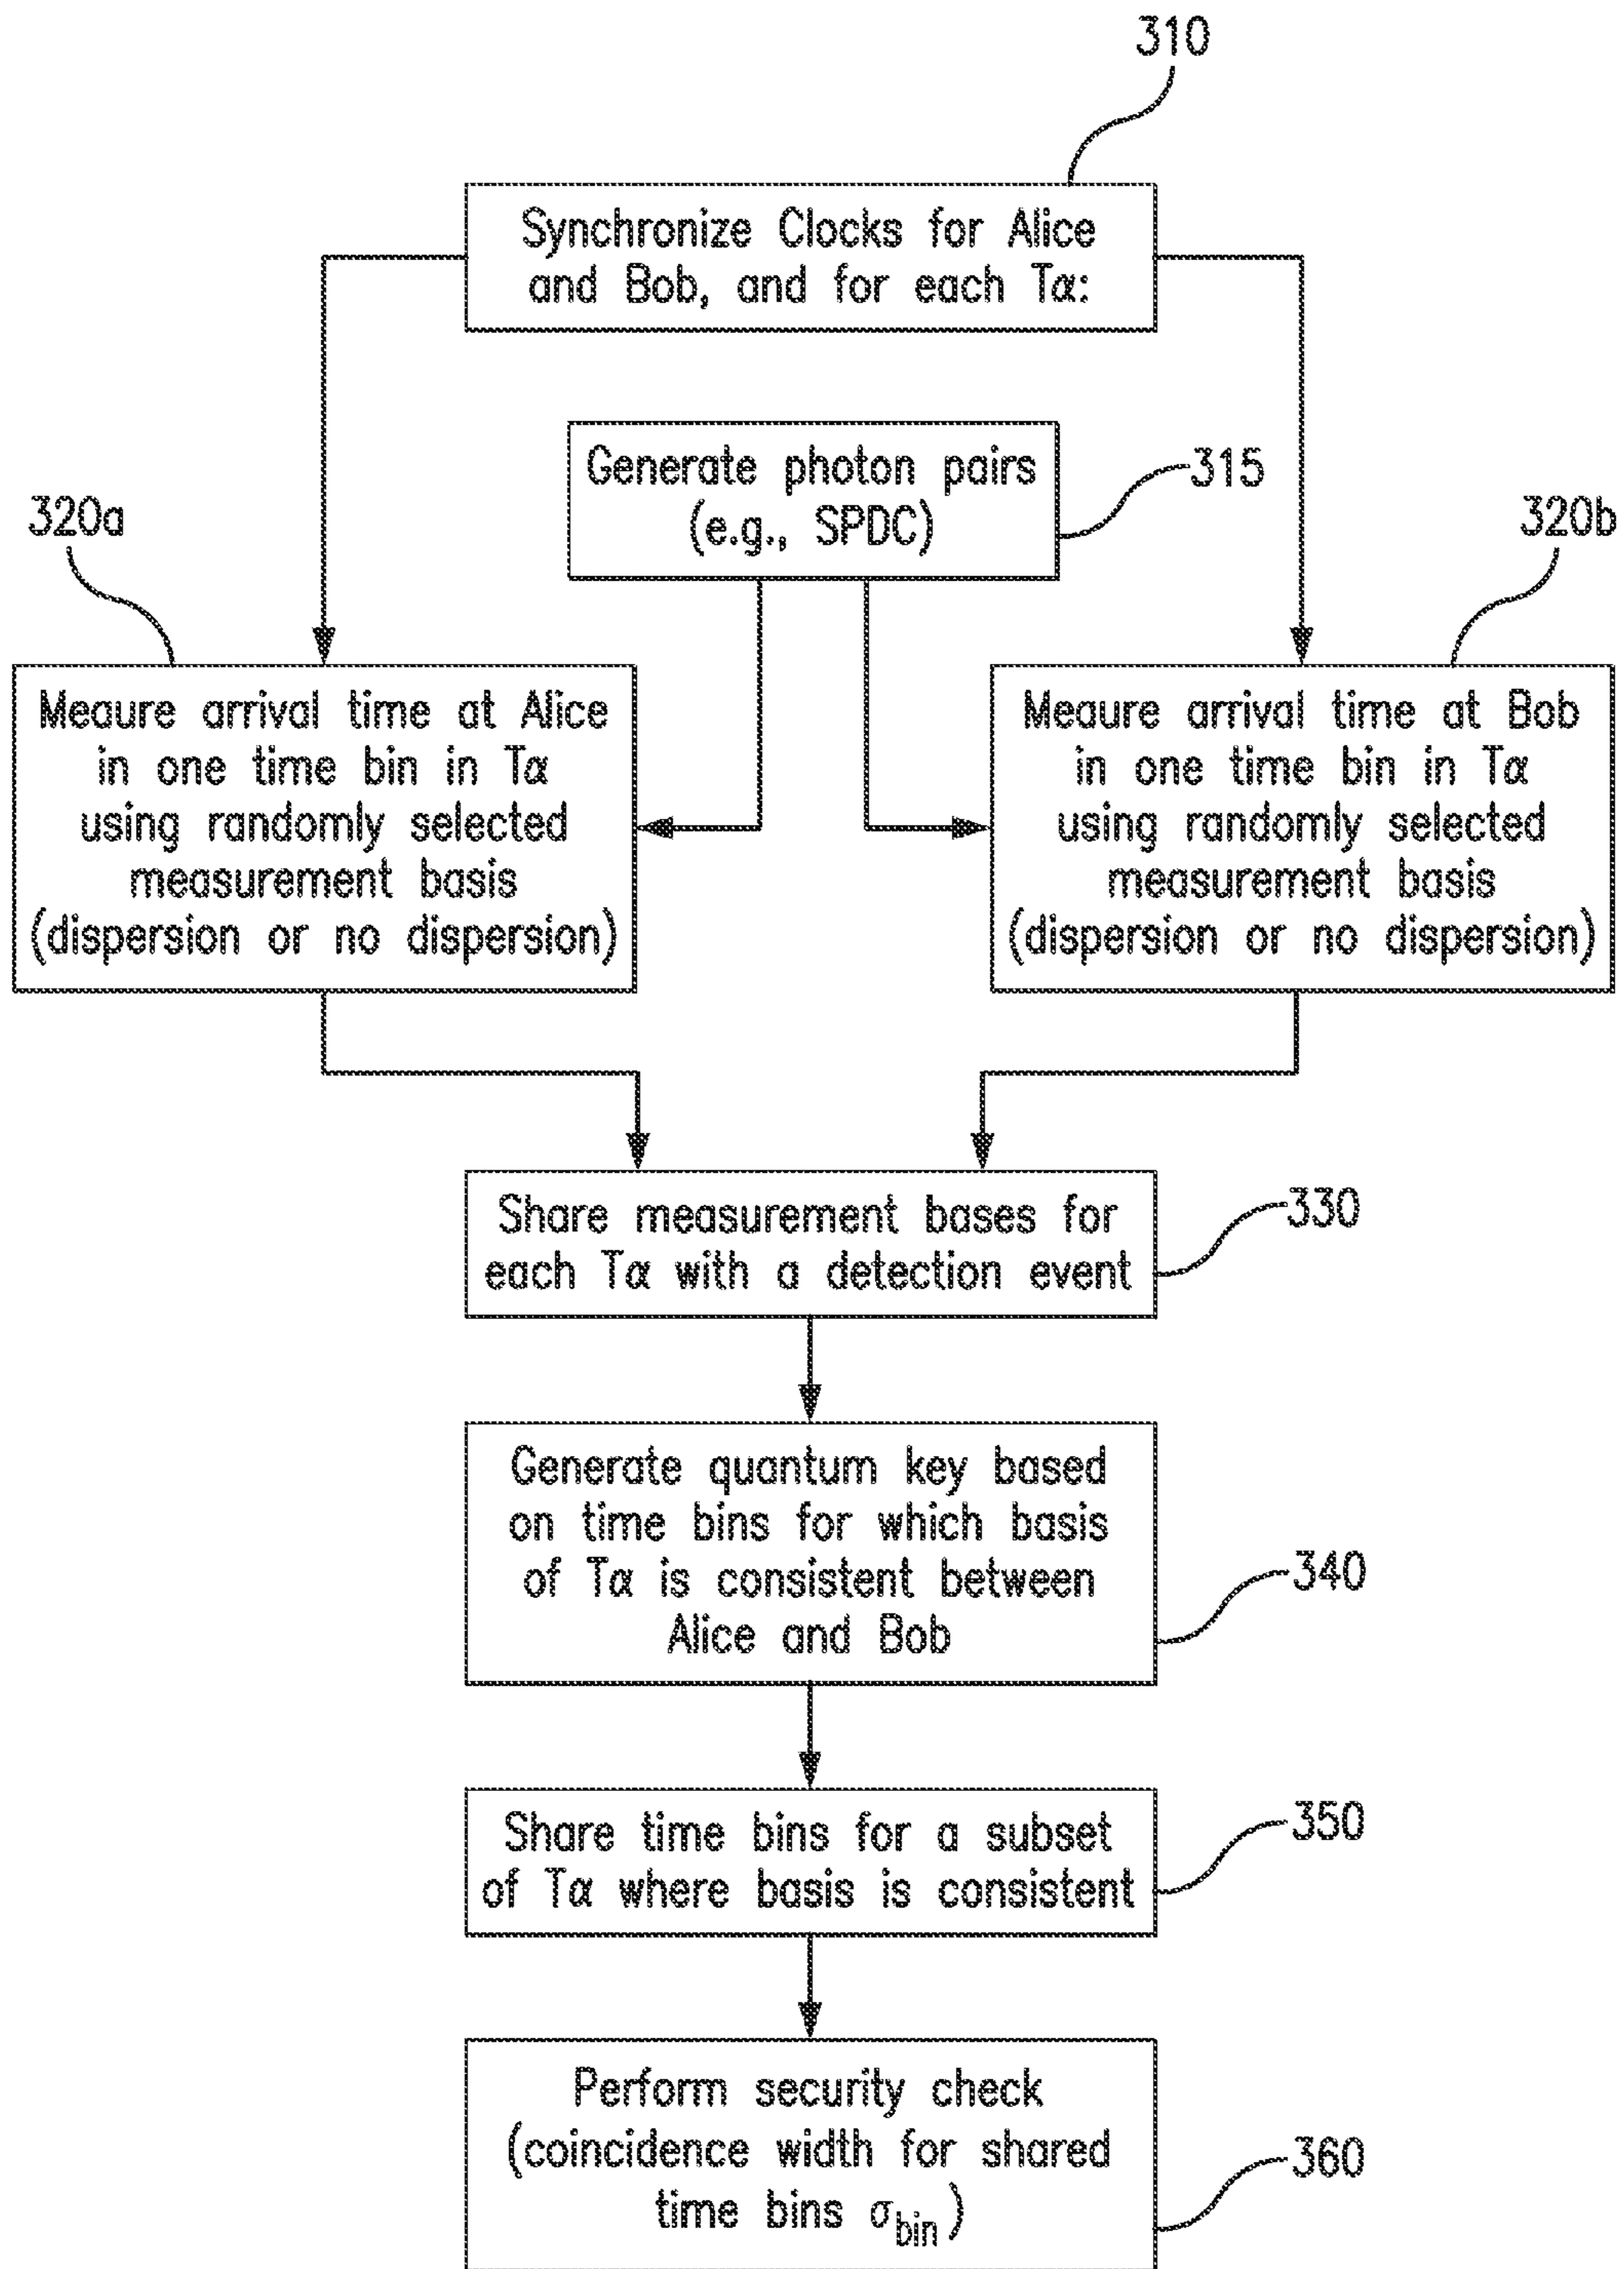 310
Synchronize Clocks for Alice
and Bob, and for each Tα:
Generate photon pairs
(e.g., SPDC)
315
320a
320b
Meaure arrival time at Alice
in one time bin in Tα
using randomly selected
measurement basis
(dispersion or no dispersion)
Meaure arrival time at Bob
in one time bin in Tα
using randomly selected
measurement basis
(dispersion or no dispersion)
Share measurement bases for
each Tα with a detection event
330
Generate quantum key based
on time bins for which basis
of Tα is consistent between
Alice and Bob
340
Share time bins for a subset
of Tα where basis is consistent
350
Perform security check
(coincidence width for shared
time bins σbin)
360